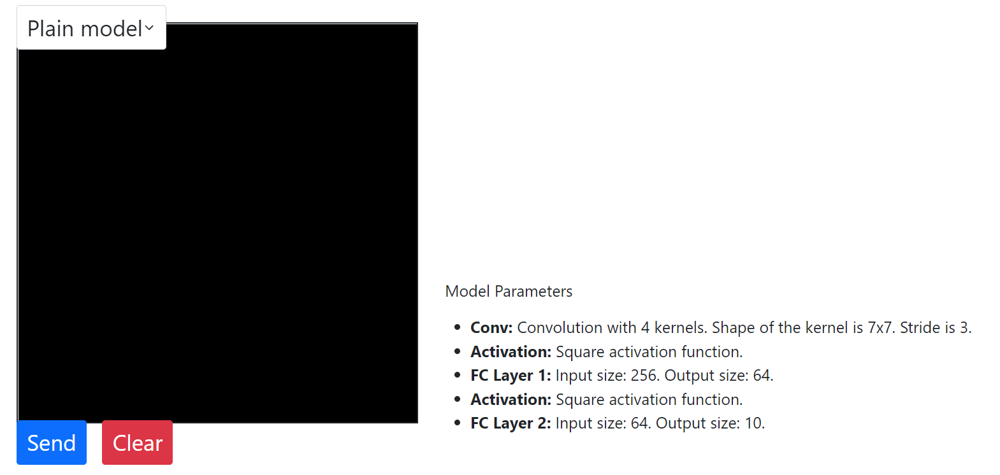 Plain model
Model Parameters
Conv: Convolution with 4 kernels. Shape of the kernel is 7x7. Stride is 3.
Activation: Square activation function.
FC Layer 1: Input size: 256. Output size: 64.
Activation: Square activation function.
FC Layer 2: Input size: 64. Output size: 10.
Send Clear